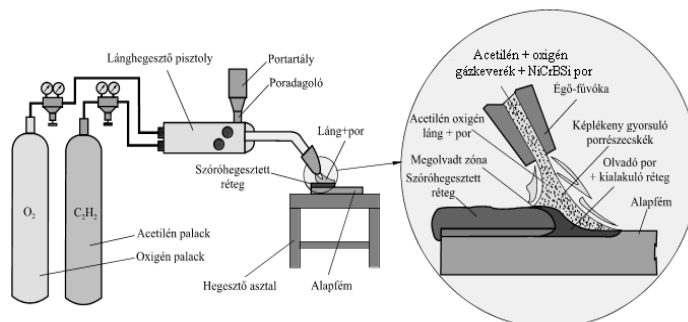 Lánghegesztő pisztoly
Portartály
Poradagoló
Láng+por
Szóróhegesztett
réteg
O₂
C₂H₂
Acetilén palack
Oxigén palack
Hegesztő asztal
Alapfém
Acetilén + oxigén
gázkeverék + NiCrBSi por
Égő-fúvóka
Acetilén oxigén
láng + por
Képlékeny gyorsuló
porrészecskék
Megolvadt zóna
Szóróhegesztett
réteg
Olvadó por
+ kialakuló réteg
Alapfém